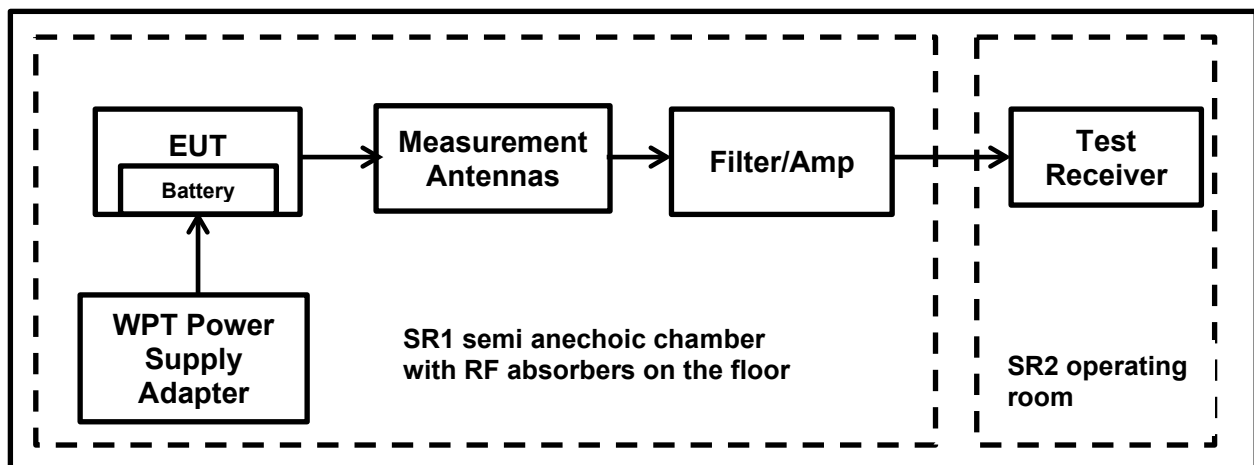 EUT
Battery
Measurement
Antennas
Filter/Amp
Test
Receiver
WPT Power
Supply
Adapter
SR1 semi anechoic chamber
with RF absorbers on the floor
SR2 operating
room